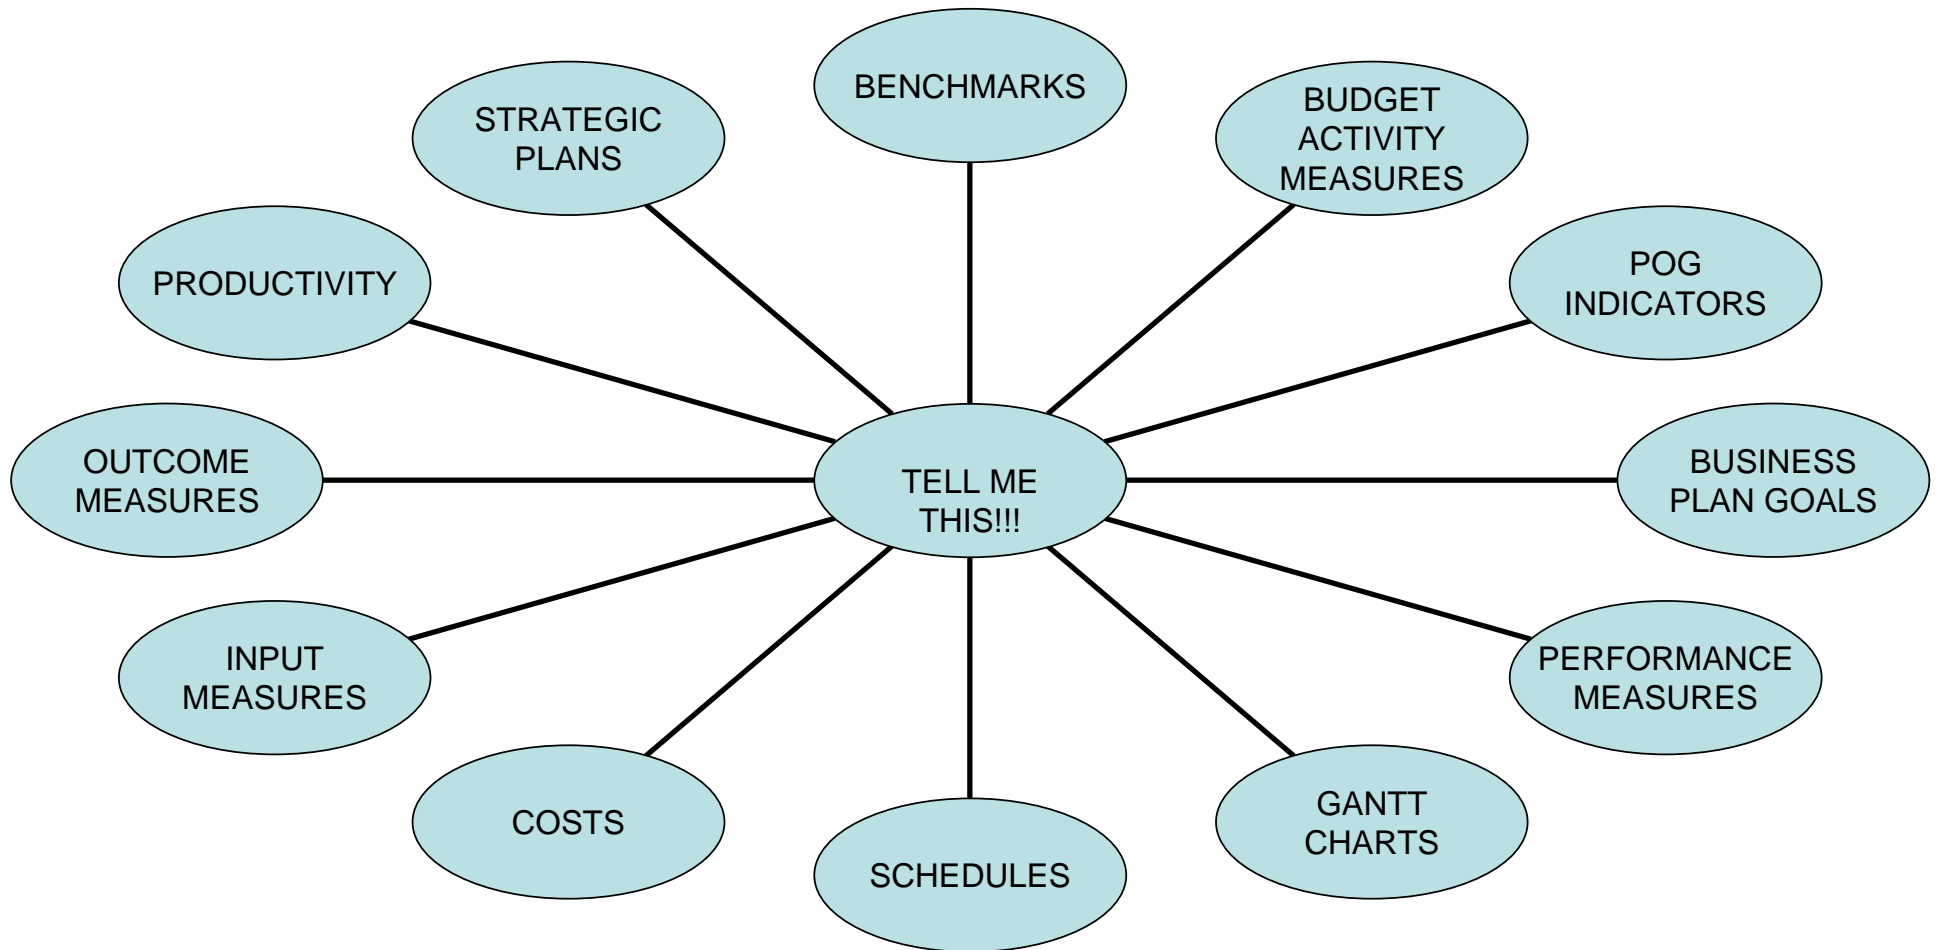 BENCHMARKS
STRATEGIC
PLANS
BUDGET
ACTIVITY
MEASURES
PRODUCTIVITY
POG
INDICATORS
OUTCOME
MEASURES
TELL ME
THIS!!!
BUSINESS
PLAN GOALS
INPUT
MEASURES
PERFORMANCE
MEASURES
COSTS
GANTT
CHARTS
SCHEDULES